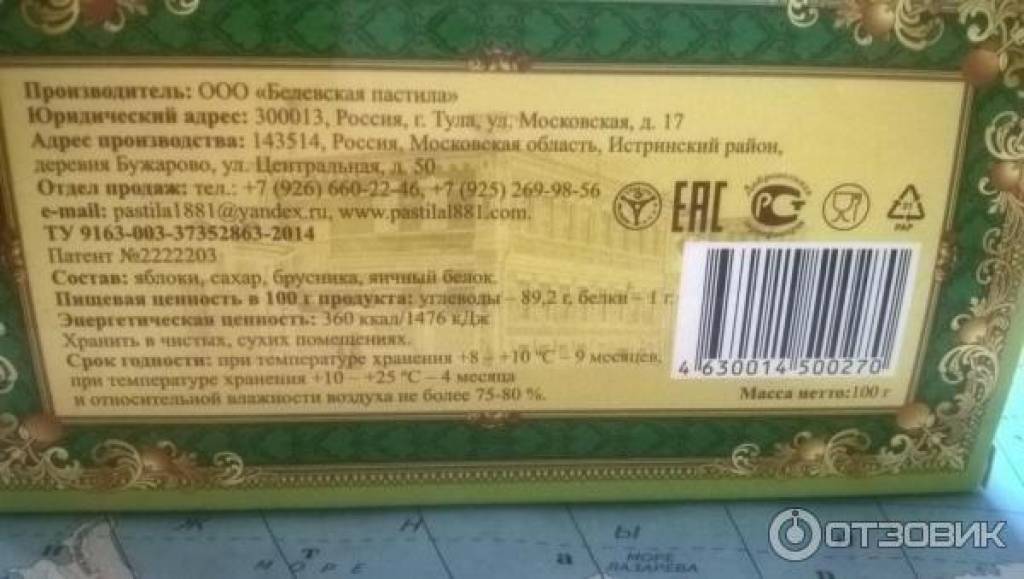 Производитель: ООО «Белевская пастила»
Юридический адрес: 300013, Россия, г. Тула, ул. Московская, д. 17
Адрес производства: 143514, Россия, Московская область, Истринский район,
деревня Бужарово, ул. Центральная, д. 50
Отдел продаж: тел.: +7 (926) 660-22-46, +7 (925) 269-98-56
e-mail: pastila1881@yandex.ru, www.pastila1881.com.
ТУ 9163-003-37352863-2014
Патент №2222203
EAC
РСТ
PAP
Состав: яблоки, сахар, брусника, яичный белок.
Пищевая ценность в 100 г продукта: углеводы – 89,2 г, белки – 1 г.
Энергетическая ценность: 360 ккал/1476 кДж
Хранить в чистых, сухих помещениях.
Срок годности: при температуре хранения +8 – +10 °С – 9 месяцев,
при температуре хранения +10 – +25 °С – 4 месяца
и относительной влажности воздуха не более 75-80 %.
4 630014 500270
Масса нетто:100 г
Ж Н Ы
Т а
МОРЕ
МОРЕ
ЛАЗАРЕВА
ОТЗОВИК